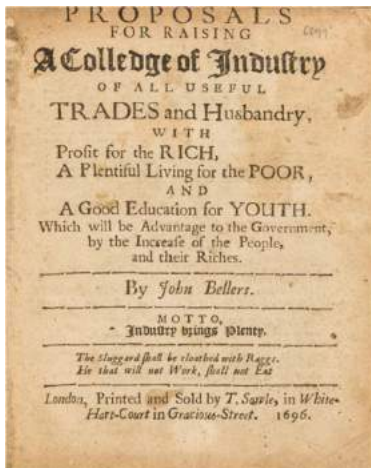 PROPOSALS
FOR RAISING
A Colledge of Industry
OF ALL USEFUL
TRADES and Husbandry,
WITH
Profit for the RICH,
A Plentiful Living for the POOR,
AND
A Good Education for YOUTH.
Which will be Advantage to the Government,
by the Increase of the People,
and their Riches.
By John Bellers.
MOTTO,
Industry brings Plenty.
The Sluggard shall be cloathed with Raggs.
He that will not Work, shall not Eat
London, Printed and Sold by T. Sowle, in White-
Hart-Court in Gracious-Street. 1696.